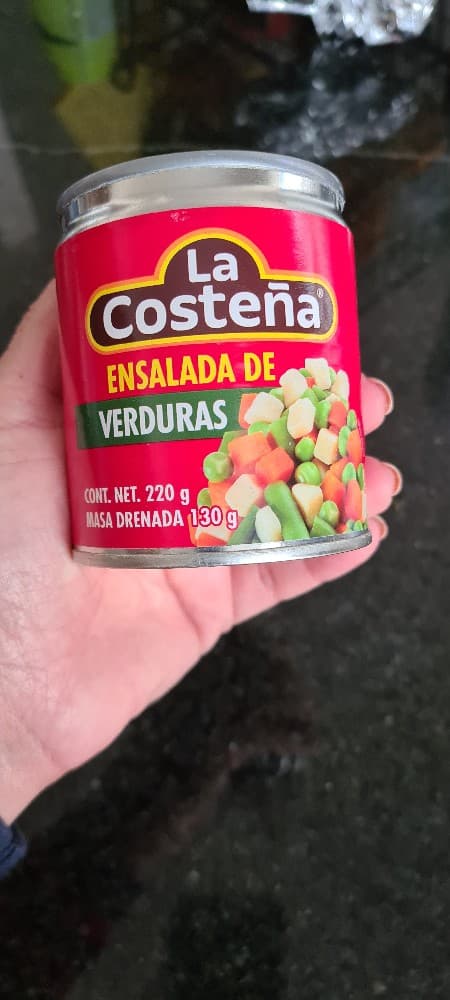 La
Costeña®
ENSALADA DE
VERDURAS
CONT. NET. 220 g
MASA DRENADA 130 g